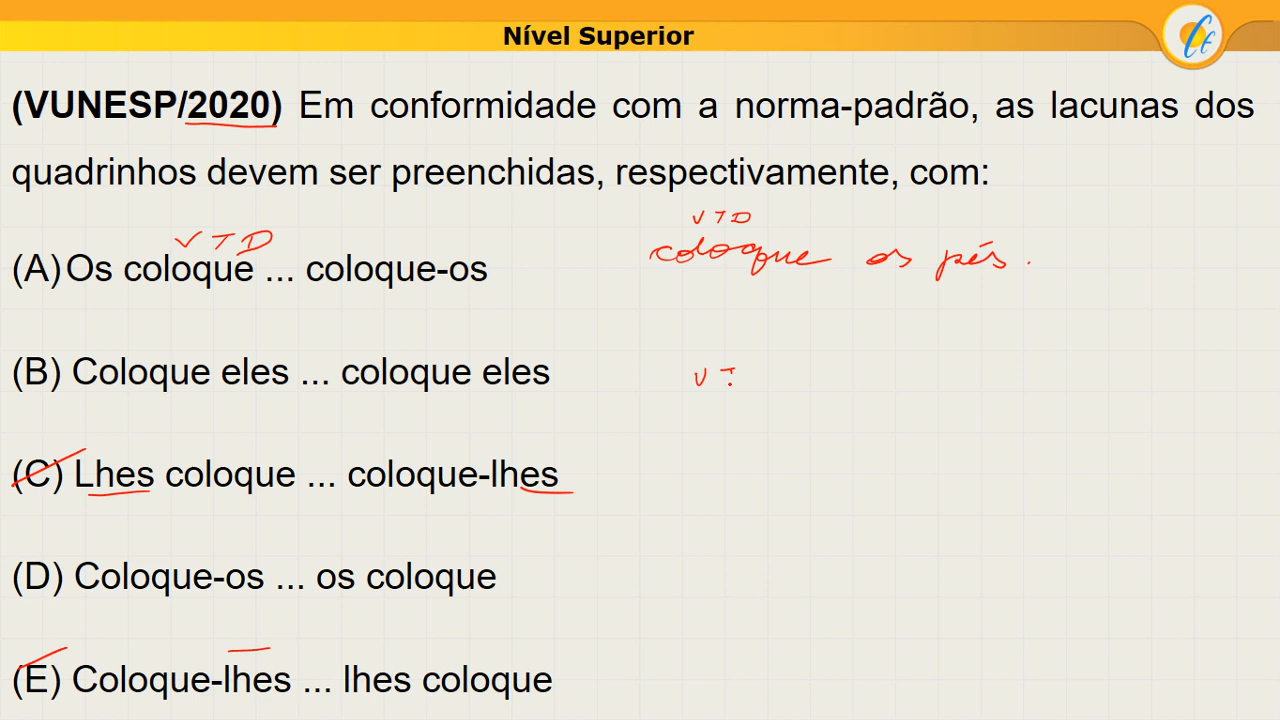 Nível Superior
(VUNESP/2020) Em conformidade com a norma-padrão, as lacunas dos
quadrinhos devem ser preenchidas, respectivamente, com:
VTD
VTD
(A) Os coloque ... coloque-os
coloque os pés.
(B) Coloque eles ... coloque eles
VT
(C) Lhes coloque ... coloque-lhes
(D) Coloque-os ... os coloque
(E) Coloque-lhes ... lhes coloque